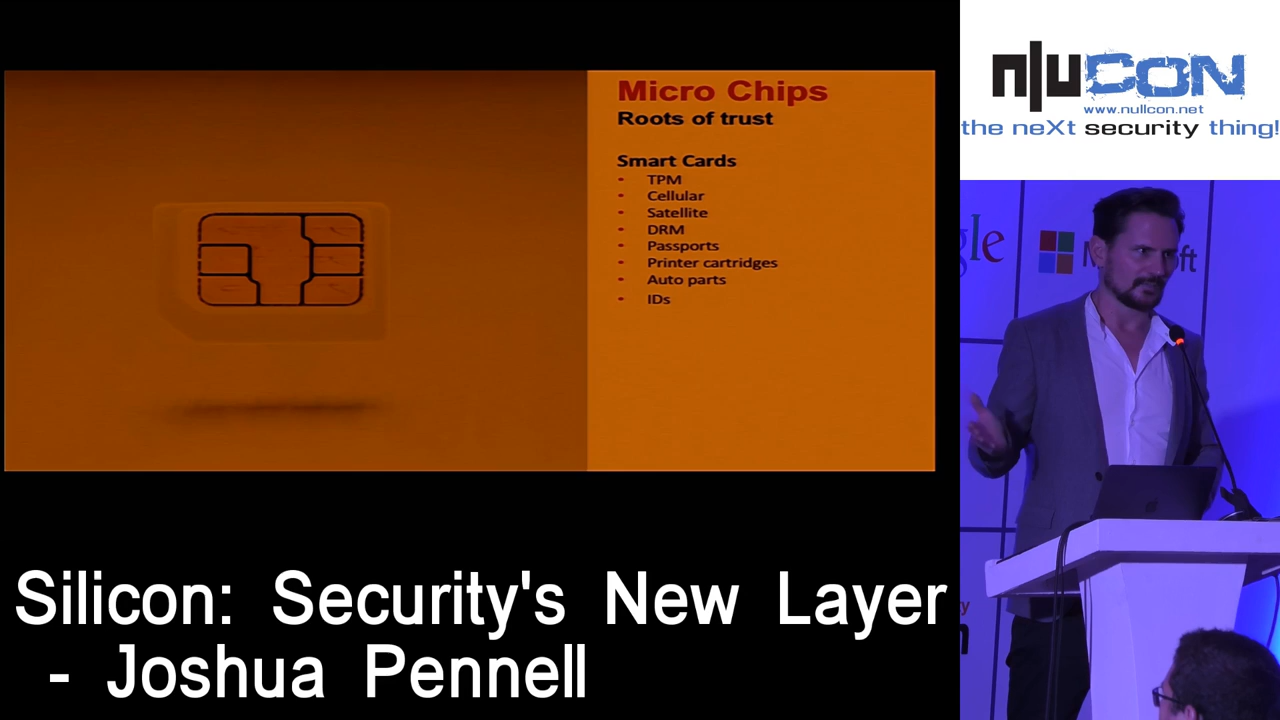 Micro Chips
Roots of trust
Smart Cards
• TPM
• Cellular
• Satellite
• DRM
• Passports
• Printer cartridges
• Auto parts
• IDs
n|uCON
www.nullcon.net
the neXt security thing!
Silicon: Security's New Layer
- Joshua Pennell